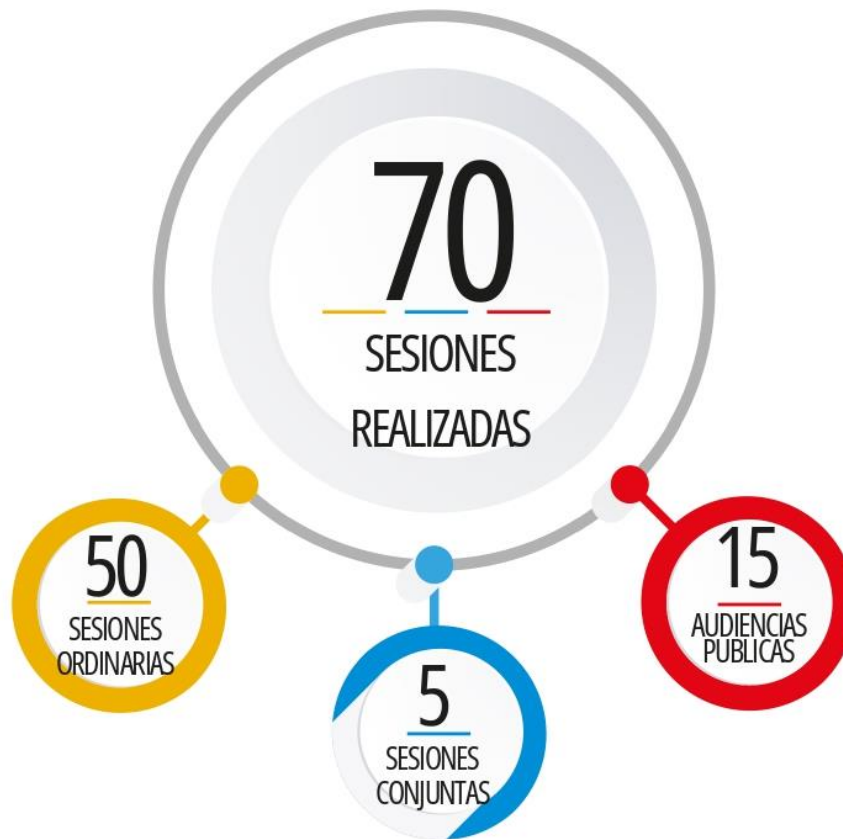 70
SESIONES
REALIZADAS
50
SESIONES
ORDINARIAS
5
SESIONES
CONJUNTAS
15
AUDIENCIAS
PUBLICAS